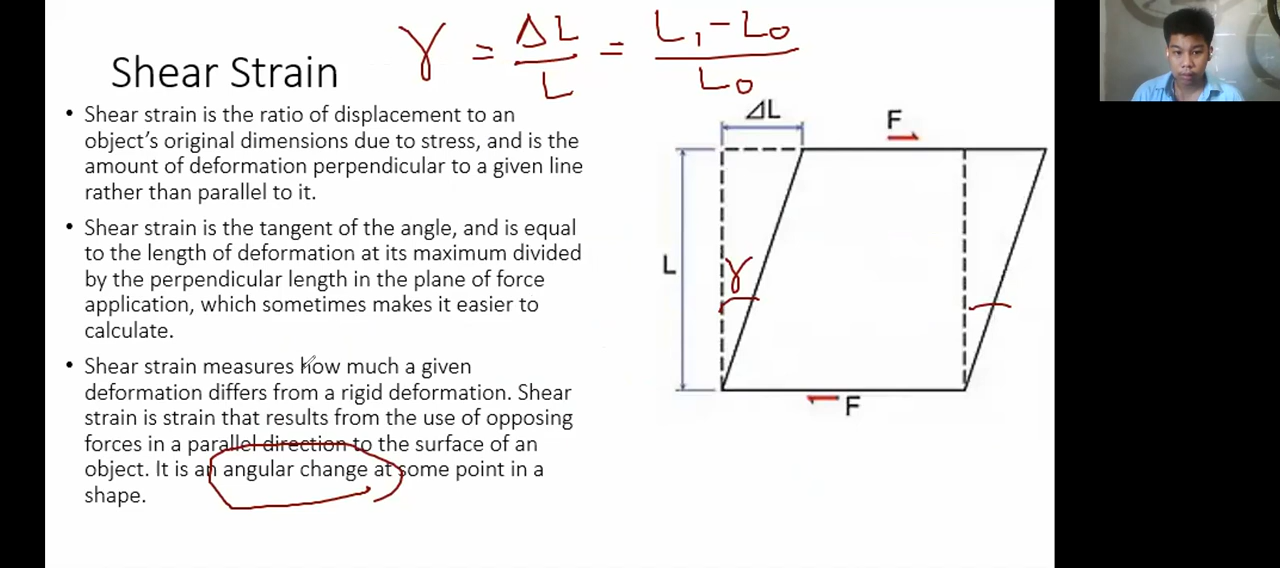 γ = ΔL / L = L₁ - L₀ / L₀
Shear Strain
• Shear strain is the ratio of displacement to an
object's original dimensions due to stress, and is the
amount of deformation perpendicular to a given line
rather than parallel to it.
• Shear strain is the tangent of the angle, and is equal
to the length of deformation at its maximum divided
by the perpendicular length in the plane of force
application, which sometimes makes it easier to
calculate.
• Shear strain measures how much a given
deformation differs from a rigid deformation. Shear
strain is strain that results from the use of opposing
forces in a parallel direction to the surface of an
object. It is an angular change at some point in a
shape.
ΔL
F
L
γ
F